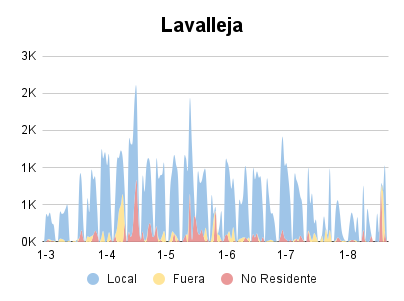 Lavalleja
3K
2K
2K
1K
1K
0K
1-3
1-4
1-5
1-6
1-7
1-8
Local
Fuera
No Residente